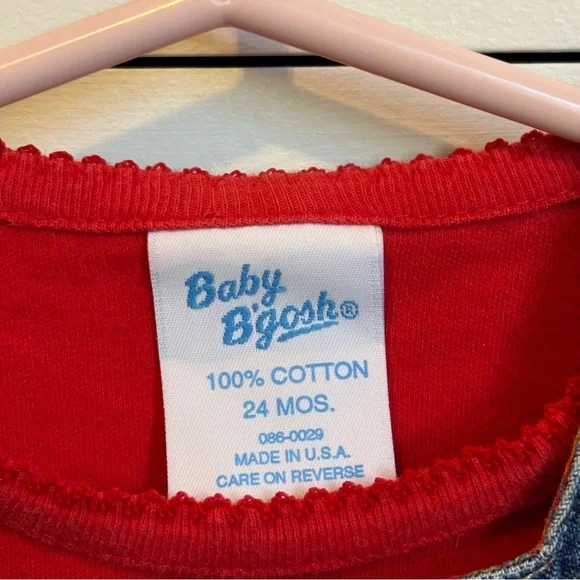 Baby
B'gosh®
100% COTTON
24 MOS.
086-0029
MADE IN U.S.A.
CARE ON REVERSE